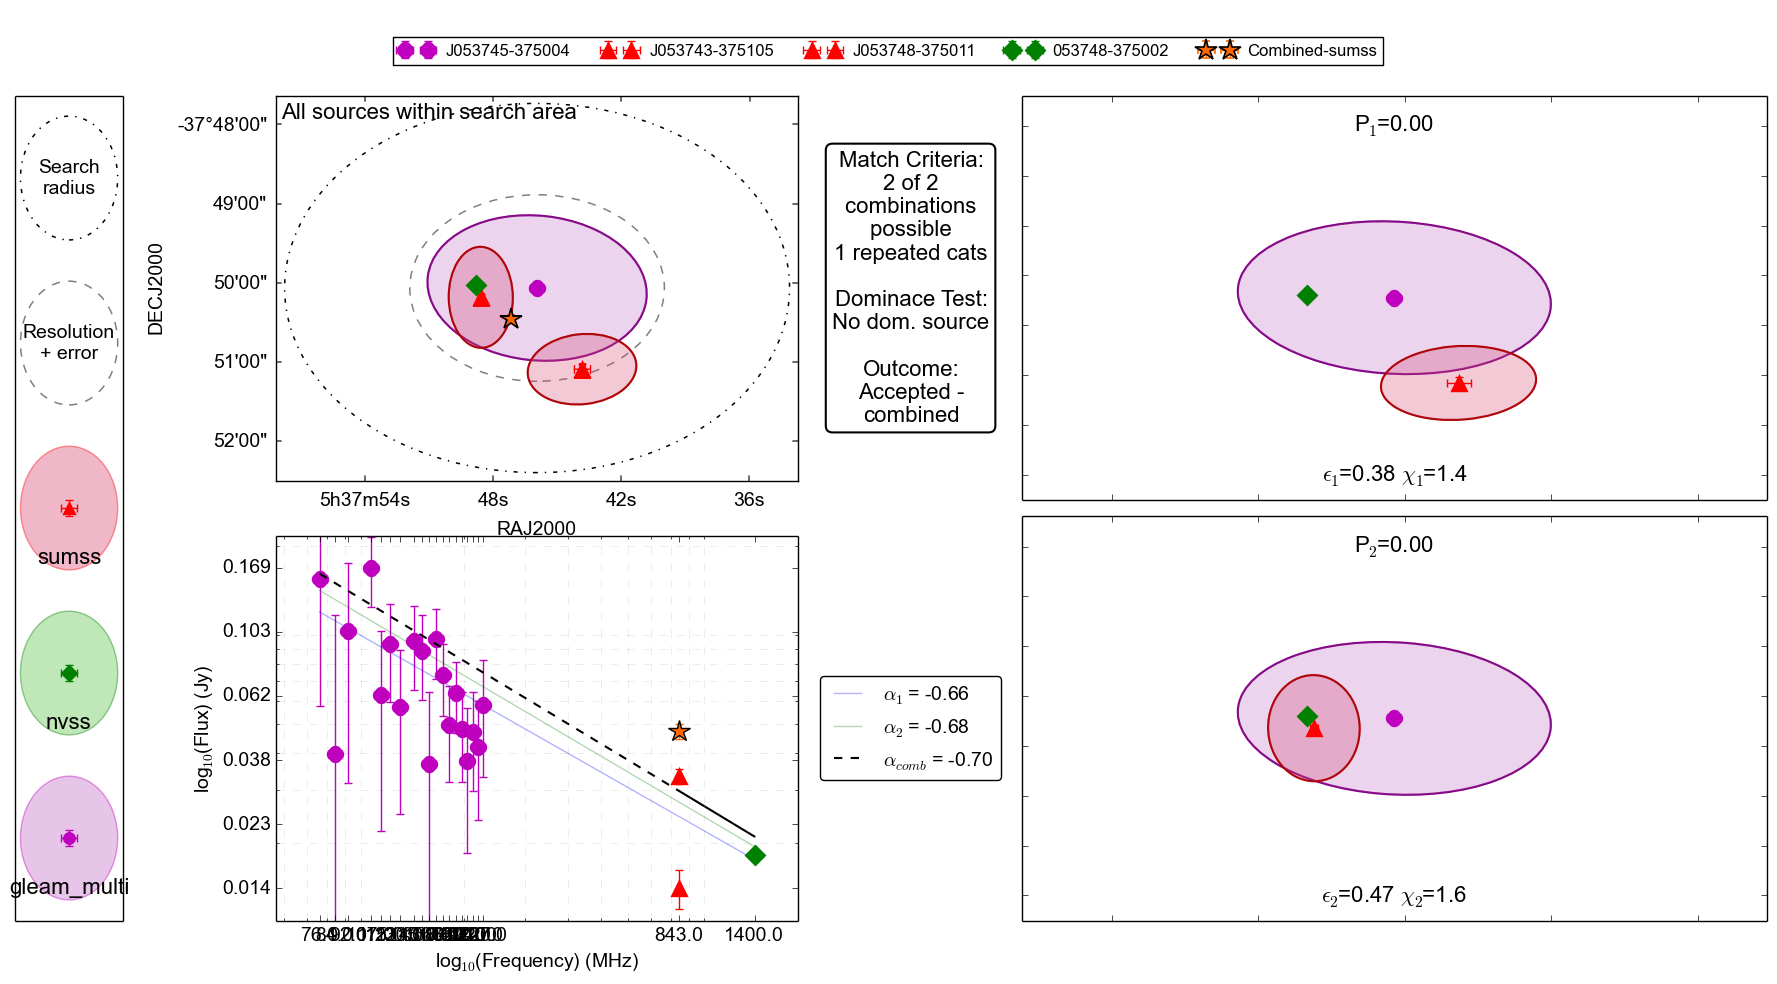 J053745-375004 J053743-375105 J053748-375011 053748-375002 Combined-sumss
Search
radius
Resolution
+ error
sumss
nvss
gleam_multi
All sources within search area
DECJ2000
-37°48'00"
49'00"
50'00"
51'00"
52'00"
5h37m54s 48s 42s 36s
RAJ2000
Match Criteria:
2 of 2
combinations
possible
1 repeated cats
Dominace Test:
No dom. source
Outcome:
Accepted -
combined
P1=0.00
ϵ1=0.38 χ1=1.4
P2=0.00
ϵ2=0.47 χ2=1.6
log10(Flux) (Jy)
0.169
0.103
0.062
0.038
0.023
0.014
843.0 1400.0
log10(Frequency) (MHz)
α1 = -0.66
α2 = -0.68
αcomb = -0.70